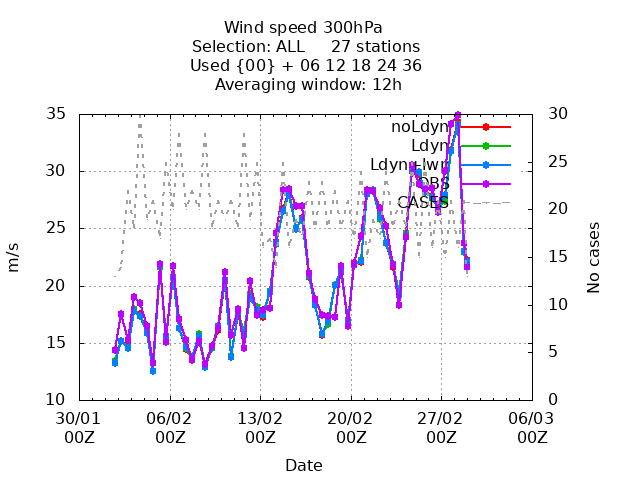 Wind speed 300hPa
Selection: ALL     27 stations
Used {00} + 06 12 18 24 36
Averaging window: 12h
35
30
25
20
15
10
m/s
30
25
20
15
10
5
0
No cases
noLdyn
Ldyn
Ldyn+lwr
OBS
CASES
30/01 06/02 13/02 20/02 27/02 06/03
00Z 00Z 00Z 00Z 00Z 00Z
Date